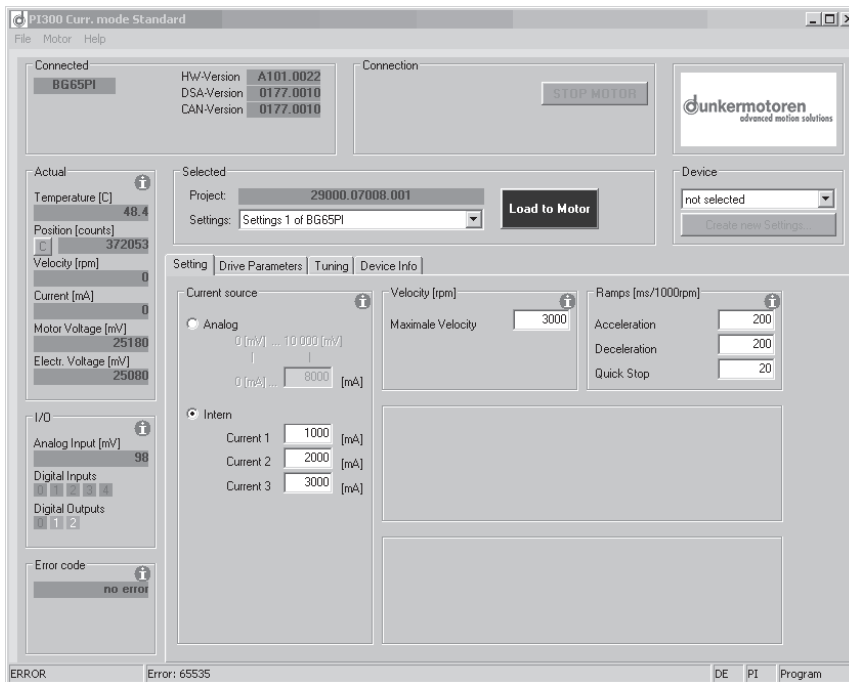 PI300 Curr. mode Standard
File Motor Help
Connected
BG65PI
HW-Version A101.0022
DSA-Version 0177.0010
CAN-Version 0177.0010
Connection
STOP MOTOR
dunkermotoren
advanced motion solutions
Actual
Temperature [C]
48.4
Position [counts]
C 372053
Velocity [rpm]
0
Current [mA]
0
Motor Voltage [mV]
25180
Electr. Voltage [mV]
25080
I/O
Analog Input [mV]
98
Digital Inputs
0 1 2 3 4
Digital Outputs
0 1 2
Error code
no error
Selected
Project: 29000.07008.001
Settings: Settings 1 of BG65PI
Load to Motor
Device
not selected
Create new Settings..
Setting Drive Parameters Tuning Device Info
Current source
Analog
0 [mV] ... 10 000 [mV]
0 [mA] ... 8000 [mA]
Intern
Current 1 1000 [mA]
Current 2 2000 [mA]
Current 3 3000 [mA]
Velocity [rpm]
Maximale Velocity 3000
Ramps [ms/1000rpm]
Acceleration 200
Deceleration 200
Quick Stop 20
ERROR Error: 65535 DE PI Program